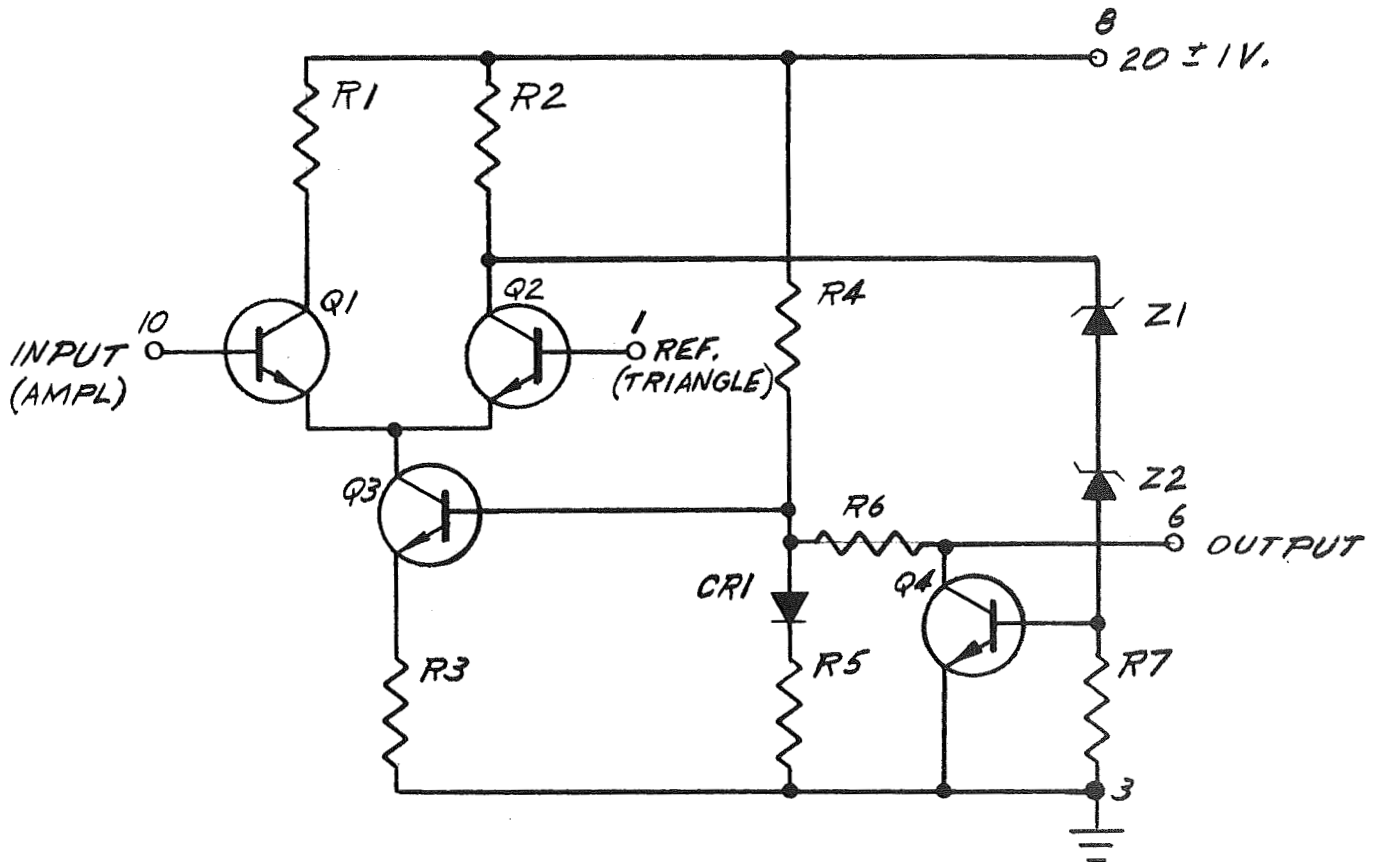 8
20 ± 1V.
R1
R2
Q1
Q2
R4
Z1
10
INPUT
(AMPL)
1
REF.
(TRIANGLE)
Q3
R6
Z2
6
OUTPUT
CR1
Q4
R3
R5
R7
3